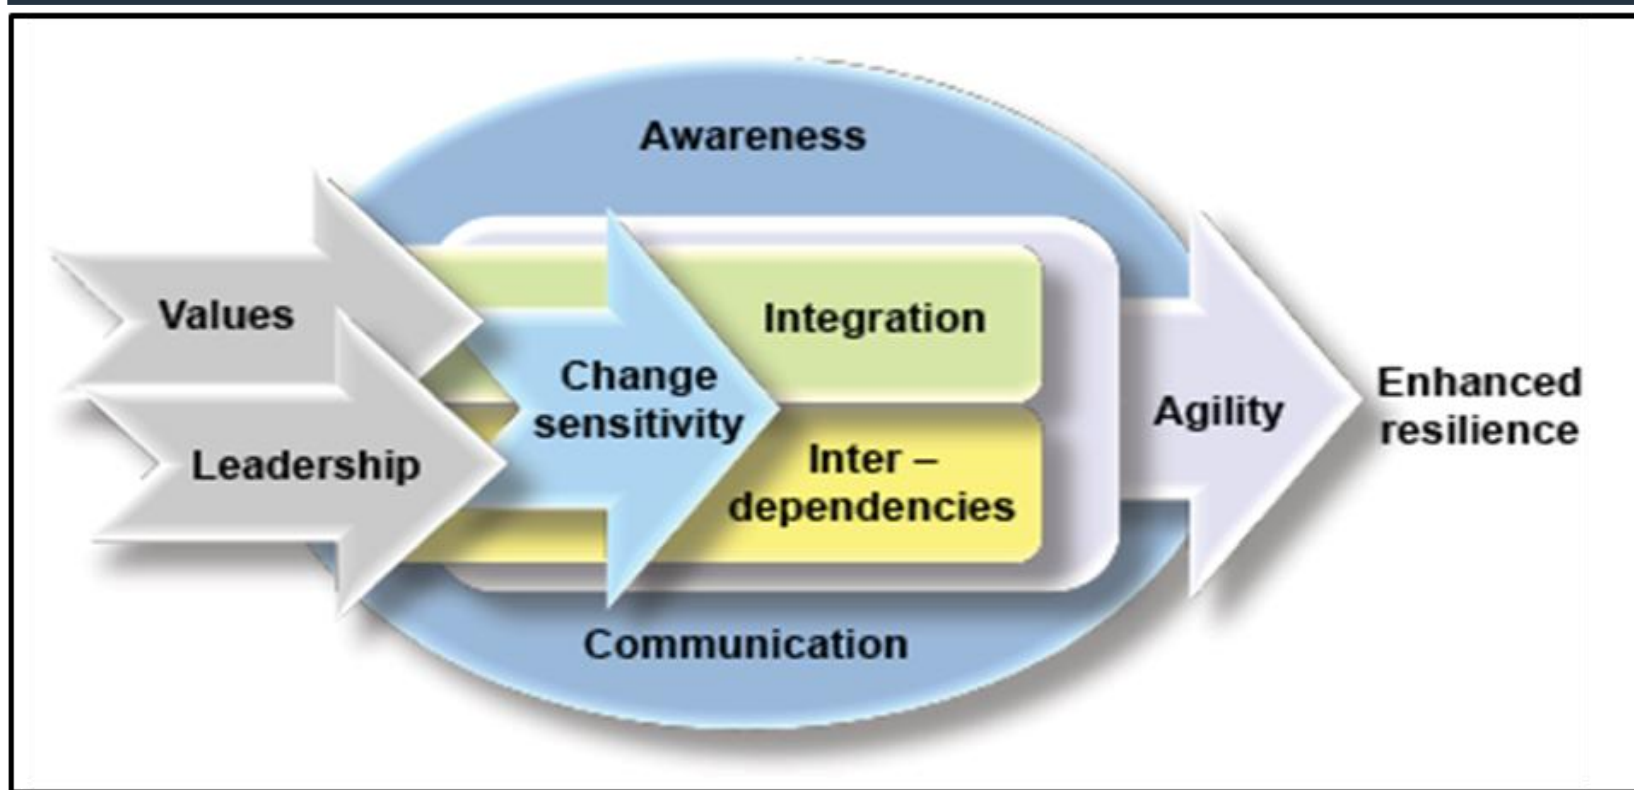 Awareness
Values
Integration
Change
sensitivity
Leadership
Inter –
dependencies
Agility
Enhanced
resilience
Communication